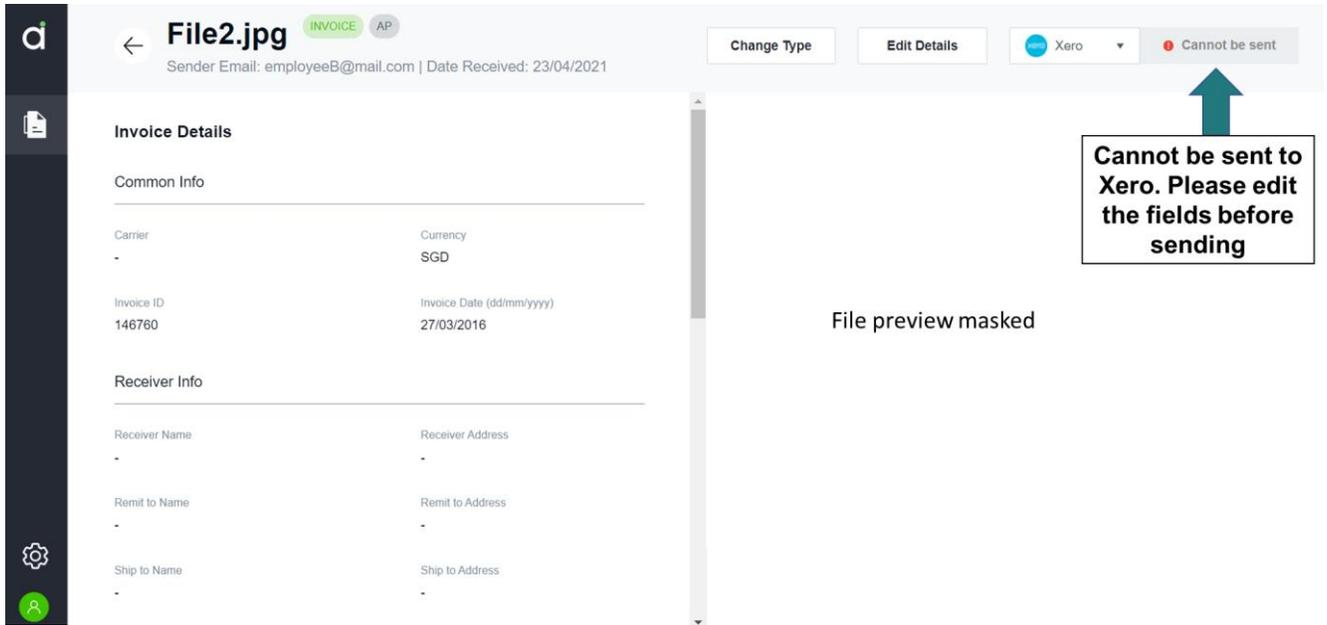 File2.jpg INVOICE AP
Sender Email: employeeB@mail.com | Date Received: 23/04/2021
Change Type
Edit Details
Xero
Cannot be sent
Cannot be sent to
Xero. Please edit
the fields before
sending
Invoice Details
Common Info
Carrier
-
Currency
SGD
Invoice ID
146760
Invoice Date (dd/mm/yyyy)
27/03/2016
Receiver Info
Receiver Name
-
Receiver Address
-
Remit to Name
-
Remit to Address
-
Ship to Name
-
Ship to Address
-
File preview masked